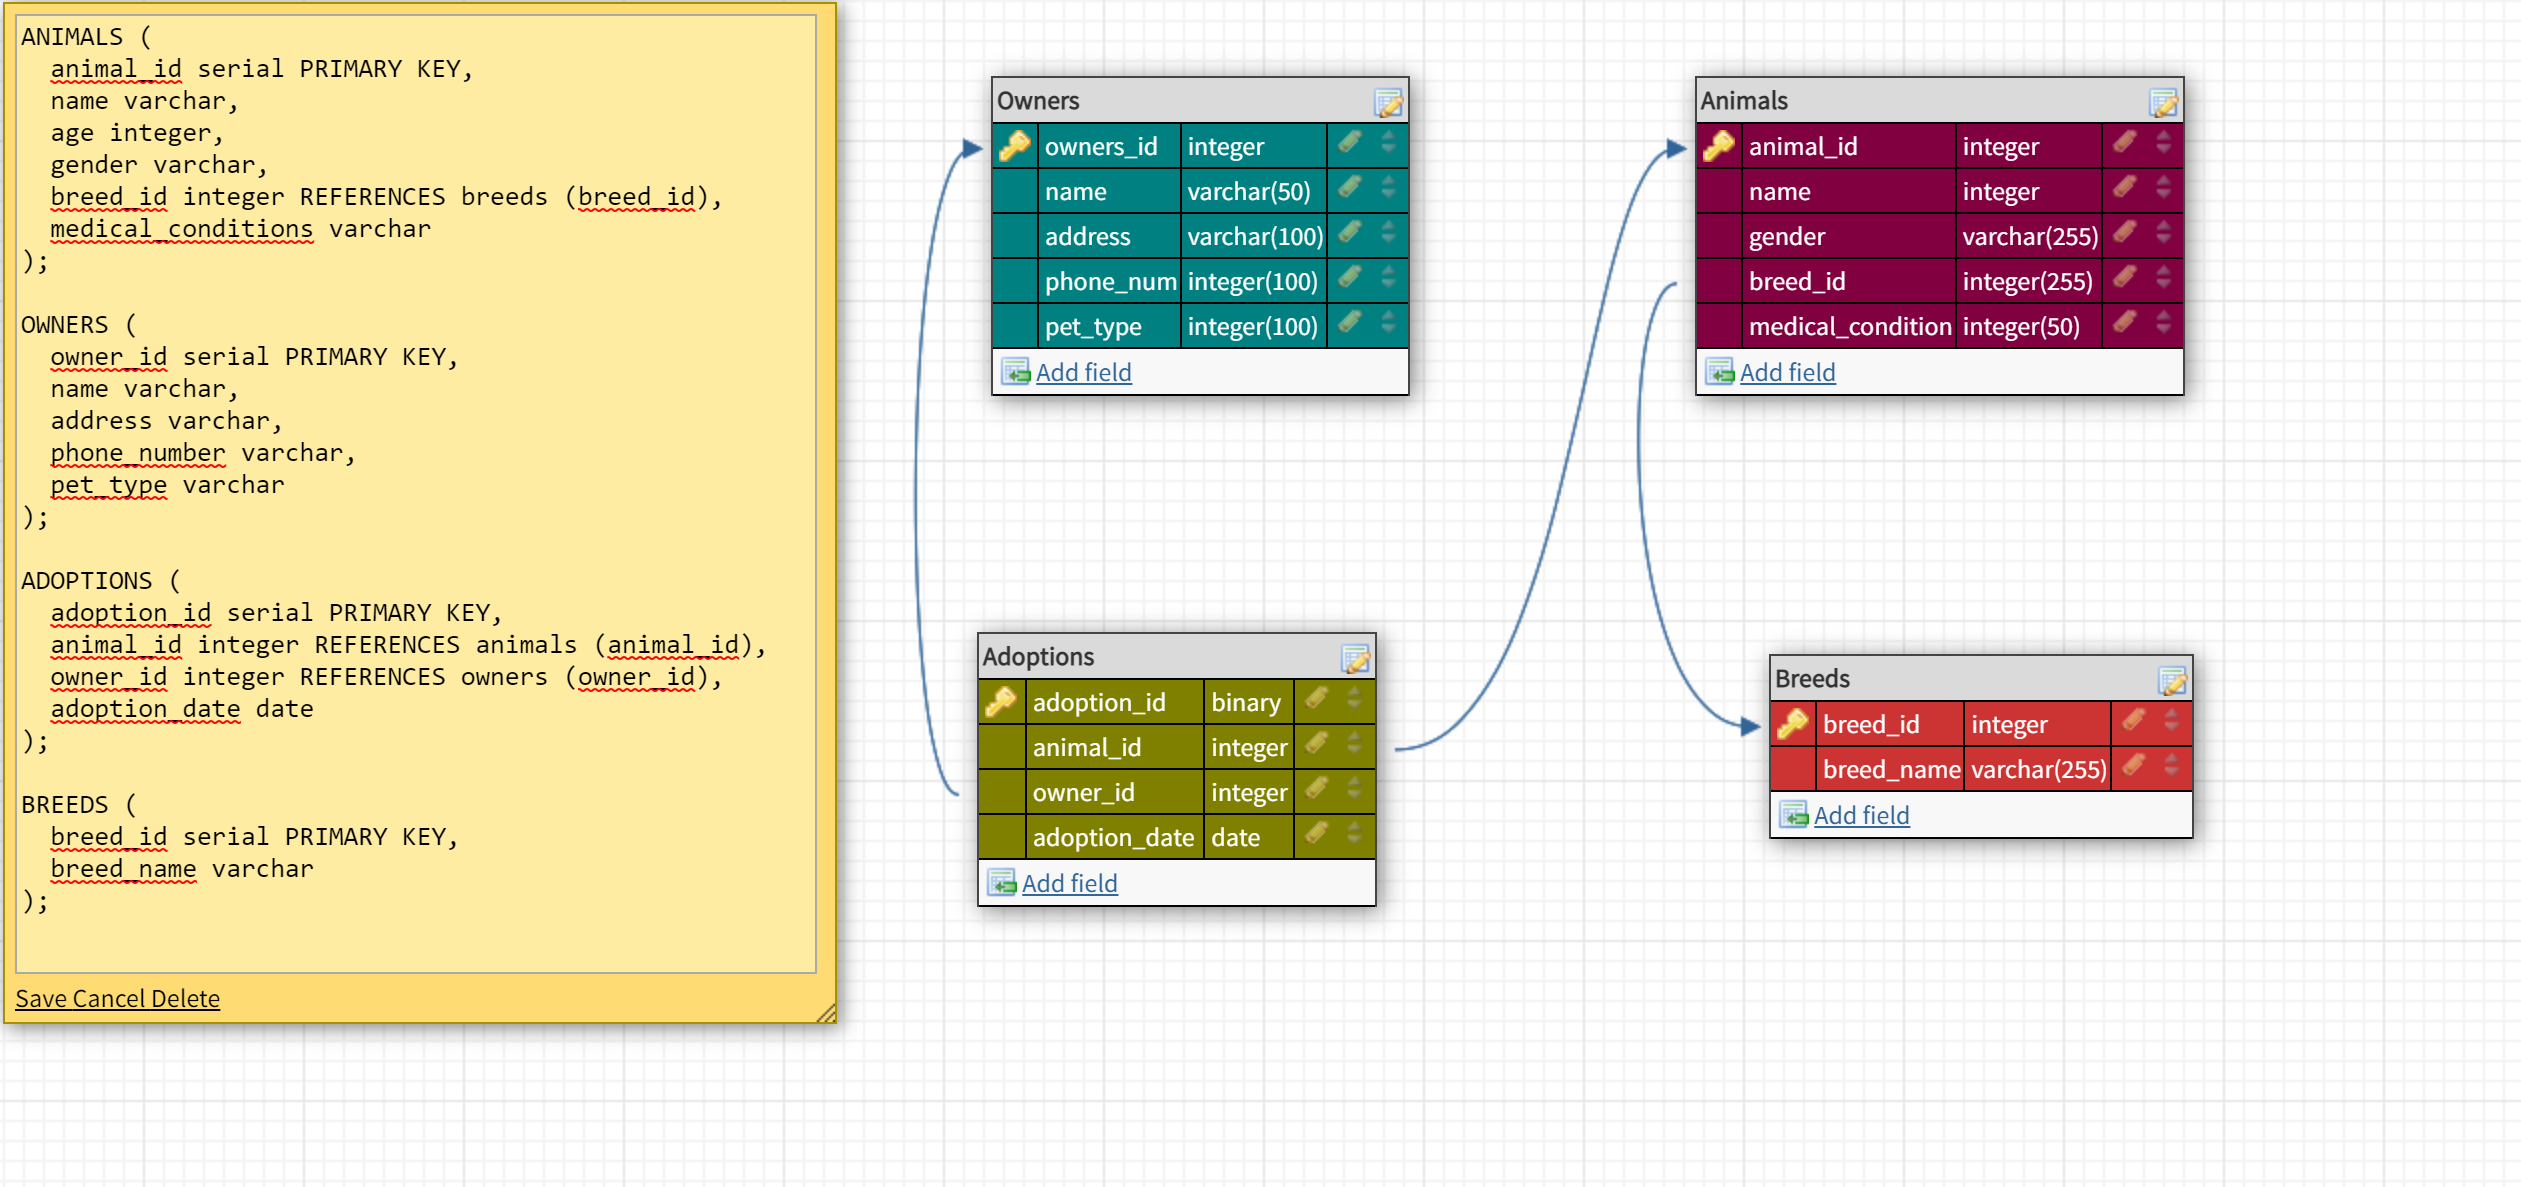 ANIMALS (
animal_id serial PRIMARY KEY,
name varchar,
age integer,
gender varchar,
breed_id integer REFERENCES breeds (breed_id),
medical_conditions varchar
);
OWNERS (
owner_id serial PRIMARY KEY,
name varchar,
address varchar,
phone_number varchar,
pet_type varchar
);
ADOPTIONS (
adoption_id serial PRIMARY KEY,
animal_id integer REFERENCES animals (animal_id),
owner_id integer REFERENCES owners (owner_id),
adoption_date date
);
BREEDS (
breed_id serial PRIMARY KEY,
breed_name varchar
);
Save Cancel Delete
Owners
owners_id integer
name varchar(50)
address varchar(100)
phone_num integer(100)
pet_type integer(100)
Add field
Animals
animal_id integer
name integer
gender varchar(255)
breed_id integer(255)
medical_condition integer(50)
Add field
Adoptions
adoption_id binary
animal_id integer
owner_id integer
adoption_date date
Add field
Breeds
breed_id integer
breed_name varchar(255)
Add field